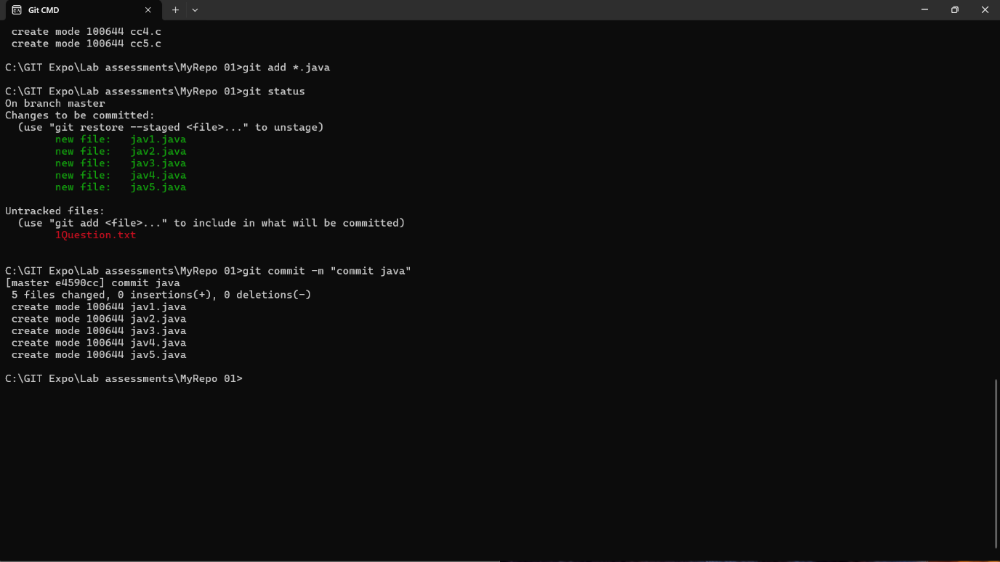 Git CMD
create mode 100644 cc4.c
create mode 100644 cc5.c
C:\GIT Expo\Lab assessments\MyRepo 01>git add *.java
C:\GIT Expo\Lab assessments\MyRepo 01>git status
On branch master
Changes to be committed:
(use "git restore --staged <file>..." to unstage)
new file:   jav1.java
new file:   jav2.java
new file:   jav3.java
new file:   jav4.java
new file:   jav5.java
Untracked files:
(use "git add <file>..." to include in what will be committed)
1Question.txt
C:\GIT Expo\Lab assessments\MyRepo 01>git commit -m "commit java"
[master e4590cc] commit java
5 files changed, 0 insertions(+), 0 deletions(-)
create mode 100644 jav1.java
create mode 100644 jav2.java
create mode 100644 jav3.java
create mode 100644 jav4.java
create mode 100644 jav5.java
C:\GIT Expo\Lab assessments\MyRepo 01>